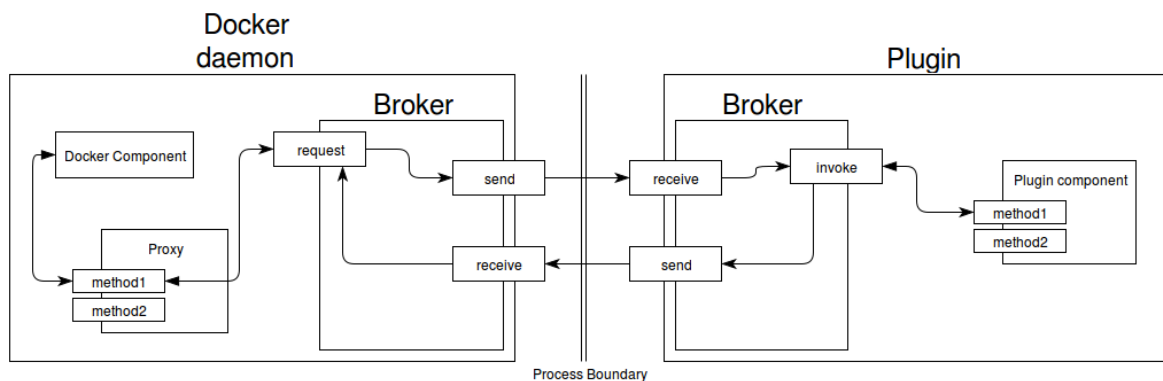 Docker
daemon
Plugin
Broker
Broker
Docker Component
request
send
receive
invoke
Plugin component
method1
method2
Proxy
method1
method2
receive
send
Process Boundary